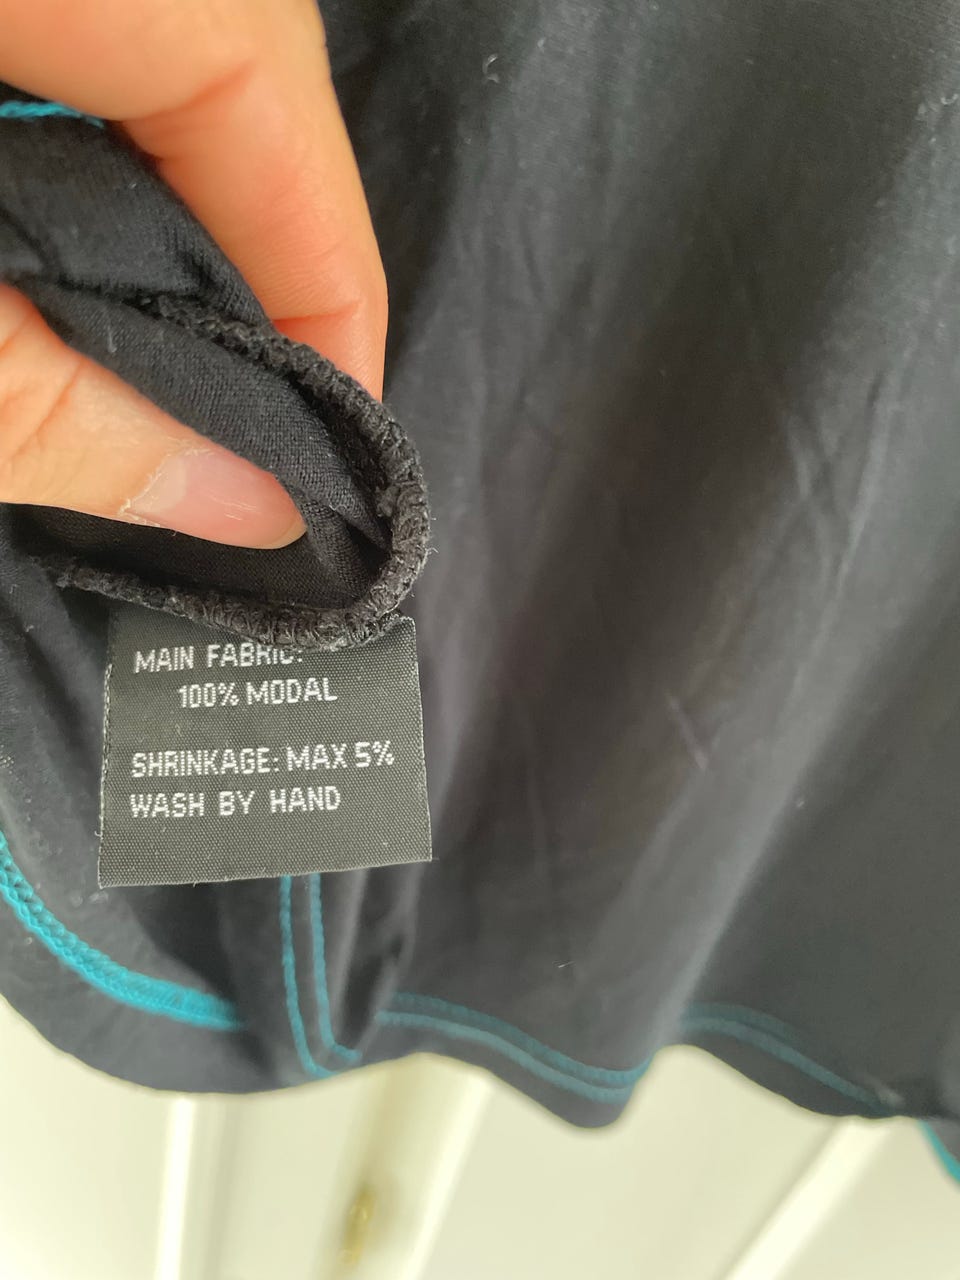 MAIN FABRIC:
100% MODAL
SHRINKAGE: MAX 5%
WASH BY HAND